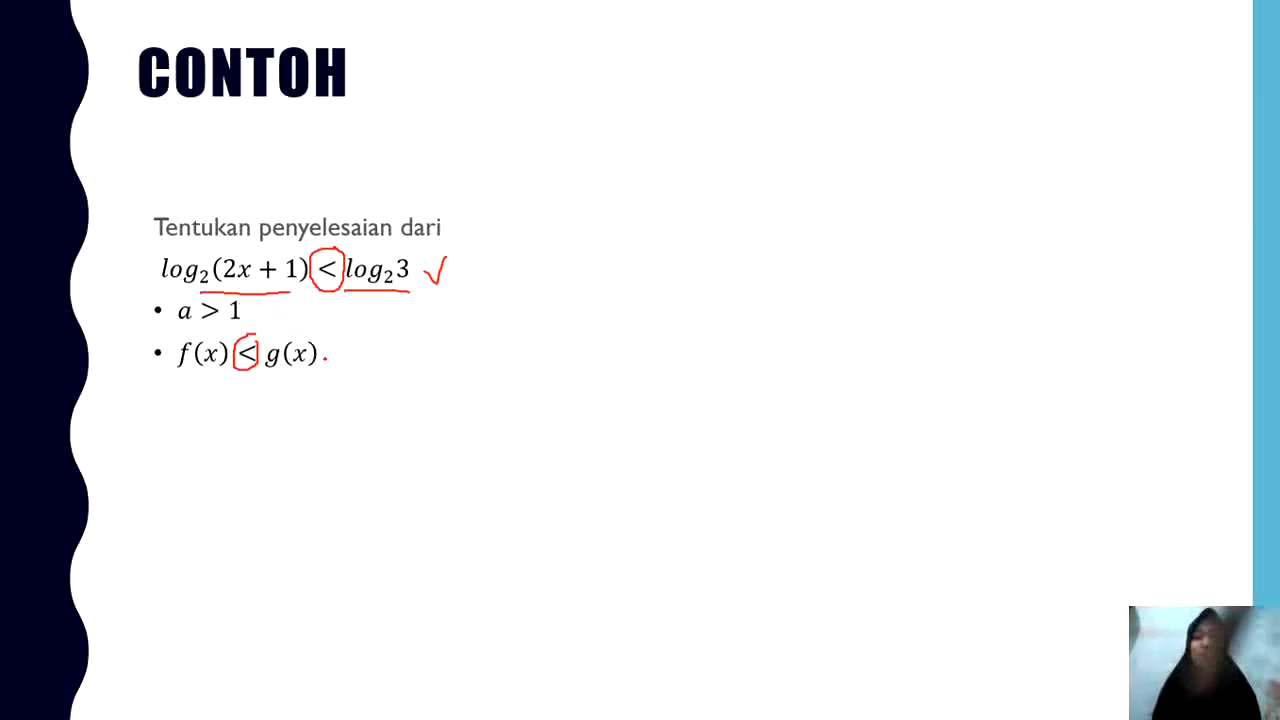 CONTOH
Tentukan penyelesaian dari
log₂(2x + 1) < log₂3 ✓
• a > 1
• f(x) < g(x).